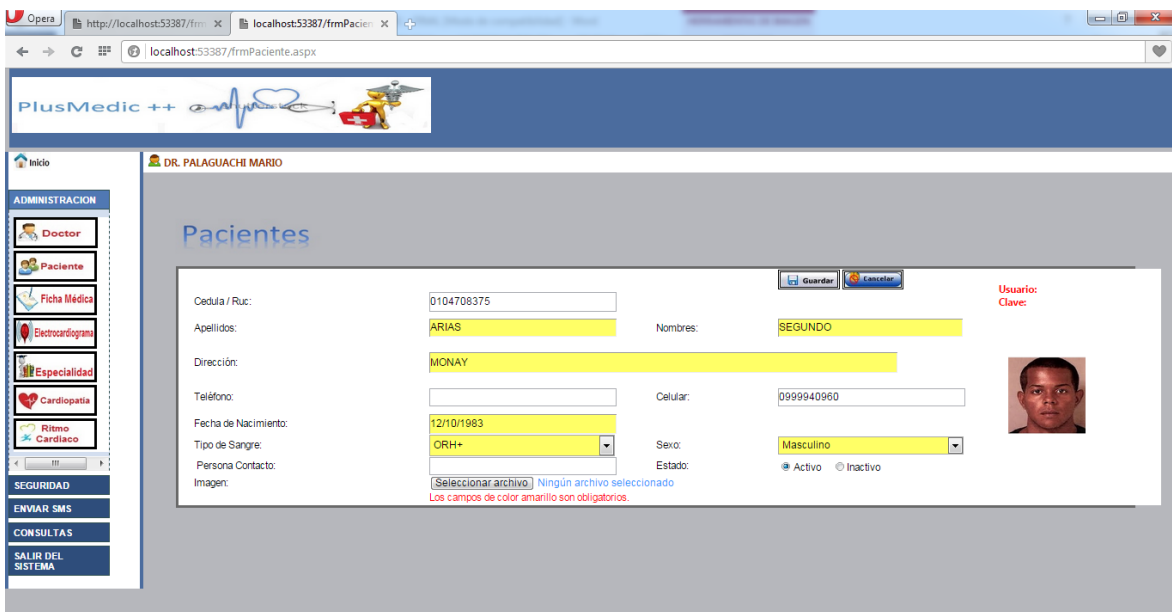 Opera
http://localhost:53387/frm
localhost:53387/frmPacien
localhost:53387/frmPaciente.aspx
PlusMedic ++
Inicio
DR. PALAGUACHI MARIO
ADMINISTRACION
Doctor
Paciente
Ficha Médica
Electrocardiograma
Especialidad
Cardiopatia
Ritmo
Cardiaco
SEGURIDAD
ENVIAR SMS
CONSULTAS
SALIR DEL
SISTEMA
Pacientes
Guardar Cancelar
Usuario:
Clave:
Cedula / Ruc: 0104708375
Apellidos: ARIAS Nombres: SEGUNDO
Dirección: MONAY
Teléfono: Celular: 0999940960
Fecha de Nacimiento: 12/10/1983
Tipo de Sangre: ORH+ Sexo: Masculino
Persona Contacto: Estado: Activo Inactivo
Imagen: Seleccionar archivo Ningún archivo seleccionado
Los campos de color amarillo son obligatorios.